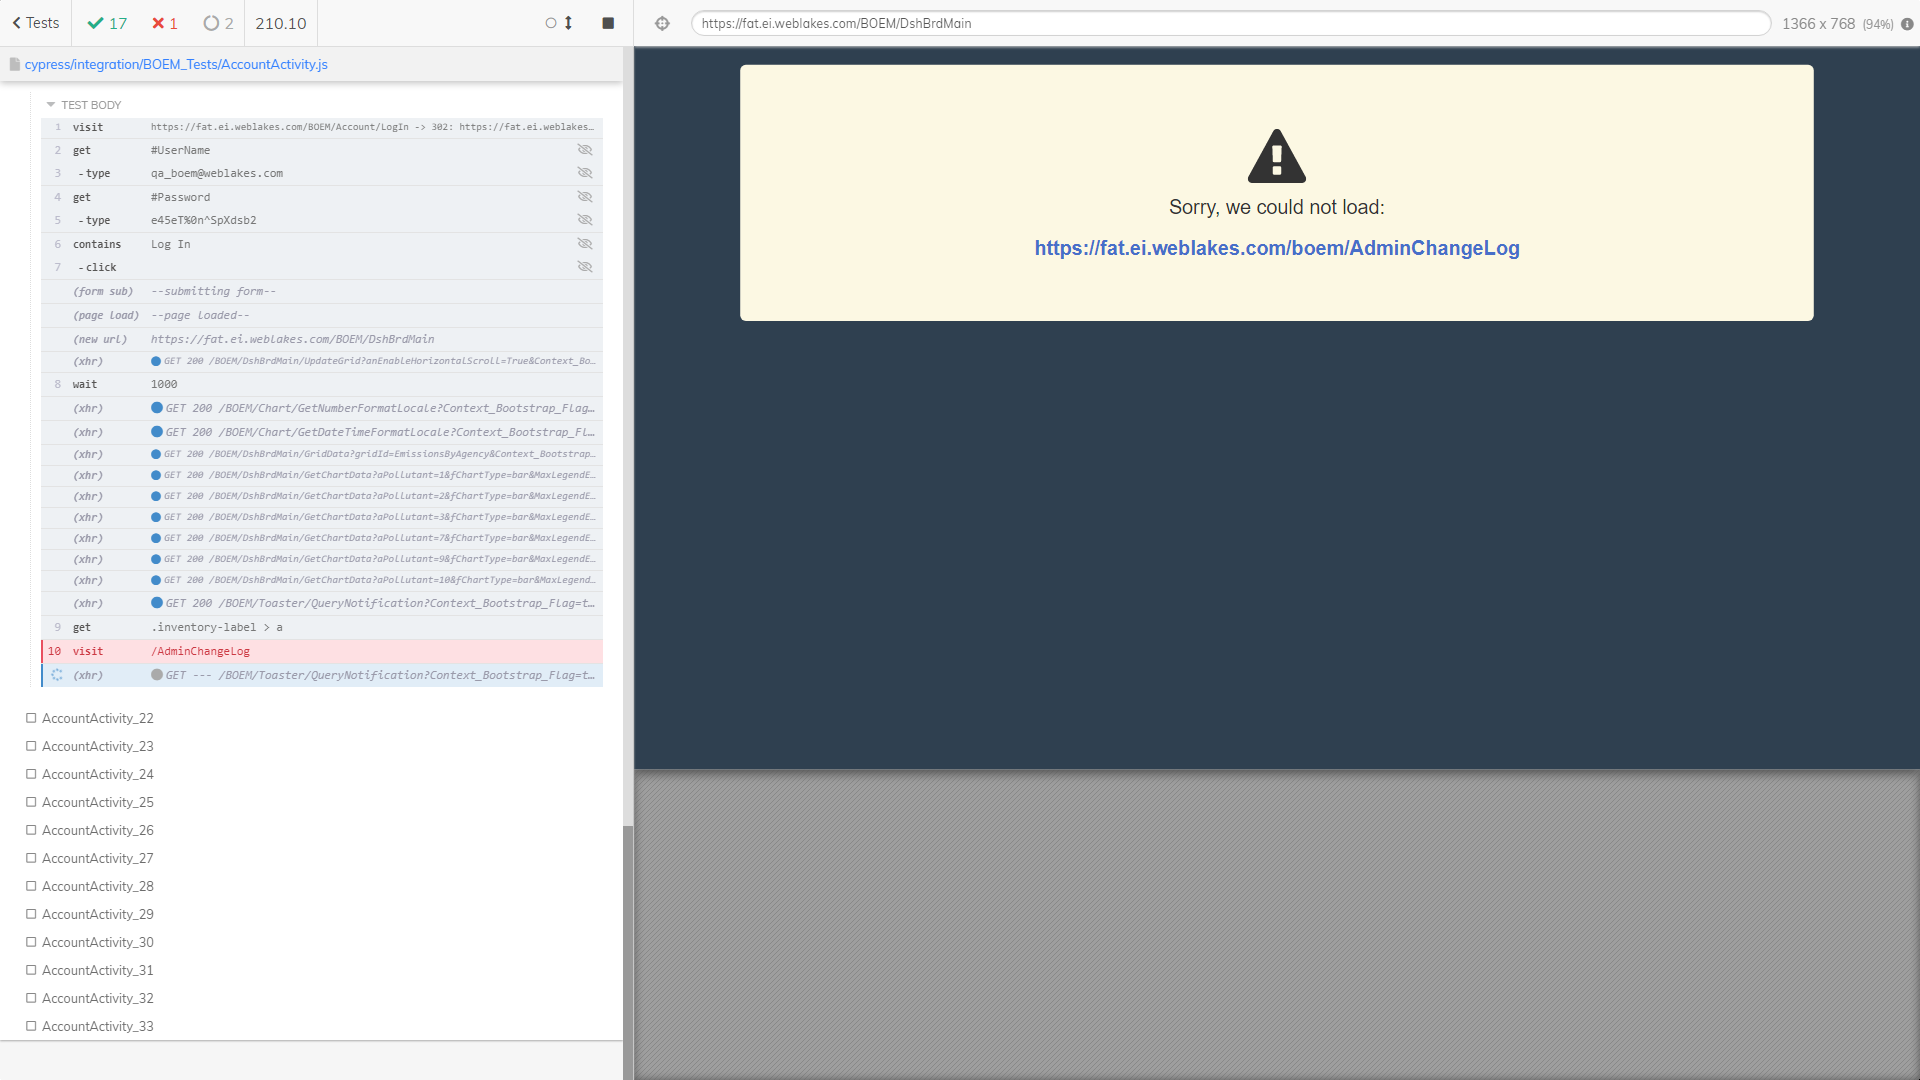 Tests
17
1
2
210.10
https://fat.ei.weblakes.com/BOEM/DshBrdMain
1366 x 768 (94%)
cypress/integration/BOEM_Tests/AccountActivity.js
TEST BODY
1 visit https://fat.ei.weblakes.com/BOEM/Account/LogIn -> 302: https://fat.ei.weblakes…
2 get #UserName
3 -type qa_boem@weblakes.com
4 get #Password
5 -type e45eT%0n^SpXdsb2
6 contains Log In
7 -click
(form sub) --submitting form--
(page load) --page loaded--
(new url) https://fat.ei.weblakes.com/BOEM/DshBrdMain
(xhr) GET 200 /BOEM/DshBrdMain/UpdateGrid?anEnableHorizontalScroll=True&Context_Bo…
8 wait 1000
(xhr) GET 200 /BOEM/Chart/GetNumberFormatLocale?Context_Bootstrap_Flag…
(xhr) GET 200 /BOEM/Chart/GetDateTimeFormatLocale?Context_Bootstrap_Fl…
(xhr) GET 200 /BOEM/DshBrdMain/GridData?gridId=EmissionsByAgency&Context_Bootstrap…
(xhr) GET 200 /BOEM/DshBrdMain/GetChartData?aPollutant=1&fChartType=bar&MaxLegendE…
(xhr) GET 200 /BOEM/DshBrdMain/GetChartData?aPollutant=2&fChartType=bar&MaxLegendE…
(xhr) GET 200 /BOEM/DshBrdMain/GetChartData?aPollutant=3&fChartType=bar&MaxLegendE…
(xhr) GET 200 /BOEM/DshBrdMain/GetChartData?aPollutant=7&fChartType=bar&MaxLegendE…
(xhr) GET 200 /BOEM/DshBrdMain/GetChartData?aPollutant=9&fChartType=bar&MaxLegendE…
(xhr) GET 200 /BOEM/DshBrdMain/GetChartData?aPollutant=10&fChartType=bar&MaxLegend…
(xhr) GET 200 /BOEM/Toaster/QueryNotification?Context_Bootstrap_Flag=t…
9 get .inventory-label > a
10 visit /AdminChangeLog
(xhr) GET --- /BOEM/Toaster/QueryNotification?Context_Bootstrap_Flag=t…
AccountActivity_22
AccountActivity_23
AccountActivity_24
AccountActivity_25
AccountActivity_26
AccountActivity_27
AccountActivity_28
AccountActivity_29
AccountActivity_30
AccountActivity_31
AccountActivity_32
AccountActivity_33
Sorry, we could not load:
https://fat.ei.weblakes.com/boem/AdminChangeLog